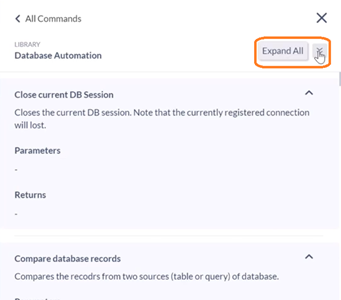 All Commands
LIBRARY
Database Automation
Expand All
Close current DB Session
Closes the current DB session. Note that the currently registered connection
will lost.
Parameters
-
Returns
-
Compare database records
Compares the recodrs from two sources (table or query) of database.